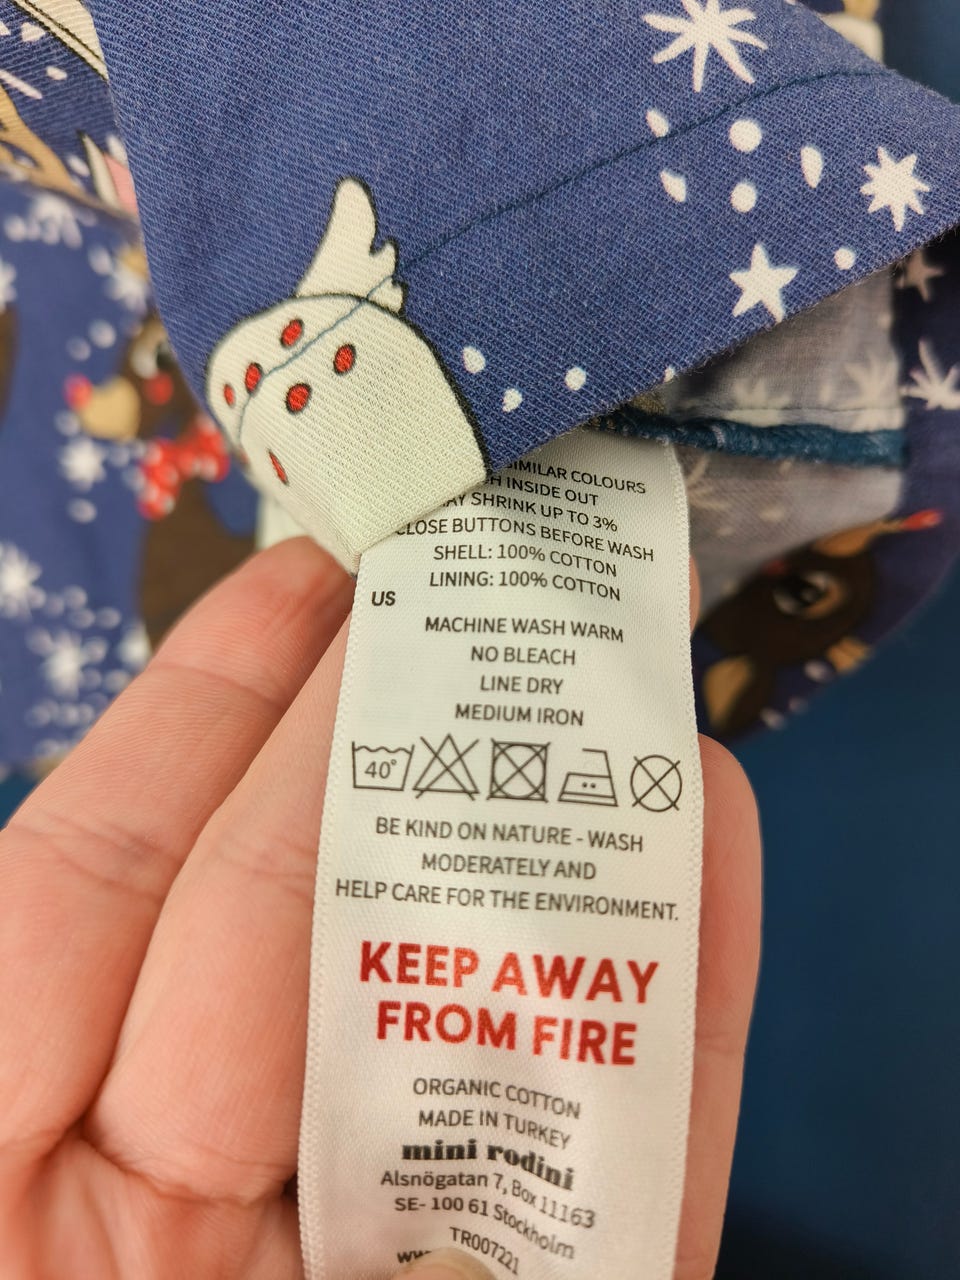 SIMILAR COLOURS
INSIDE OUT
SHRINK UP TO 3%
CLOSE BUTTONS BEFORE WASH
SHELL: 100% COTTON
LINING: 100% COTTON
US
MACHINE WASH WARM
NO BLEACH
LINE DRY
MEDIUM IRON
40°
BE KIND ON NATURE - WASH
MODERATELY AND
HELP CARE FOR THE ENVIRONMENT.
KEEP AWAY
FROM FIRE
ORGANIC COTTON
MADE IN TURKEY
mini rodini
Alsnögatan 7, Box 11163
SE- 100 61 Stockholm
TR007221